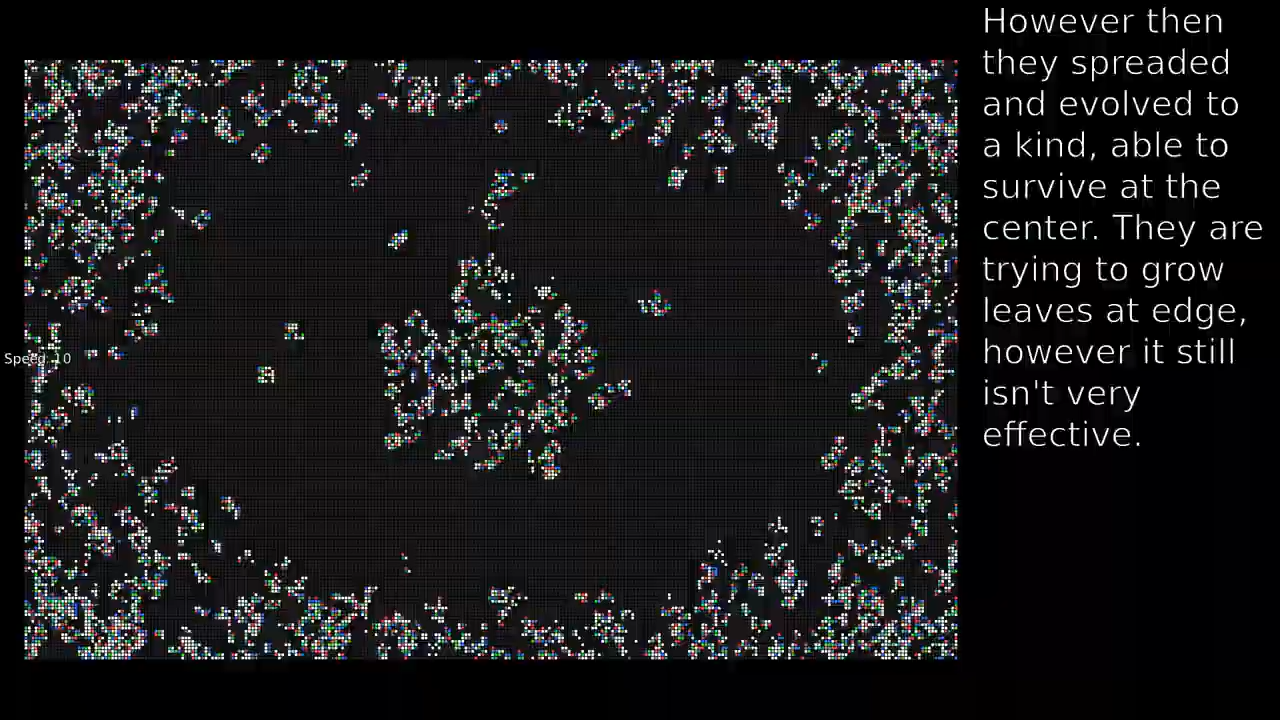 However then
they spreaded
and evolved to
a kind, able to
survive at the
center. They are
trying to grow
leaves at edge,
however it still
isn't very
effective.
Speed: 10